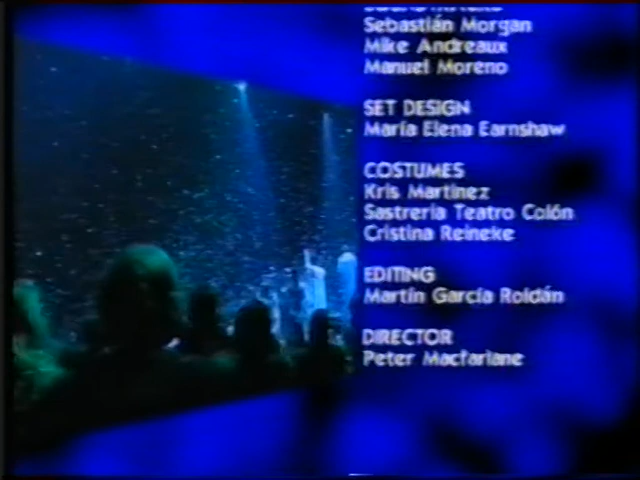 Sebastián Morgan
Mike Andreaux
Manuel Moreno
SET DESIGN
María Elena Earnshaw
COSTUMES
Kris Martinez
Sastrería Teatro Colón
Cristina Reineke
EDITING
Martín García Roldán
DIRECTOR
Peter Macfarlane